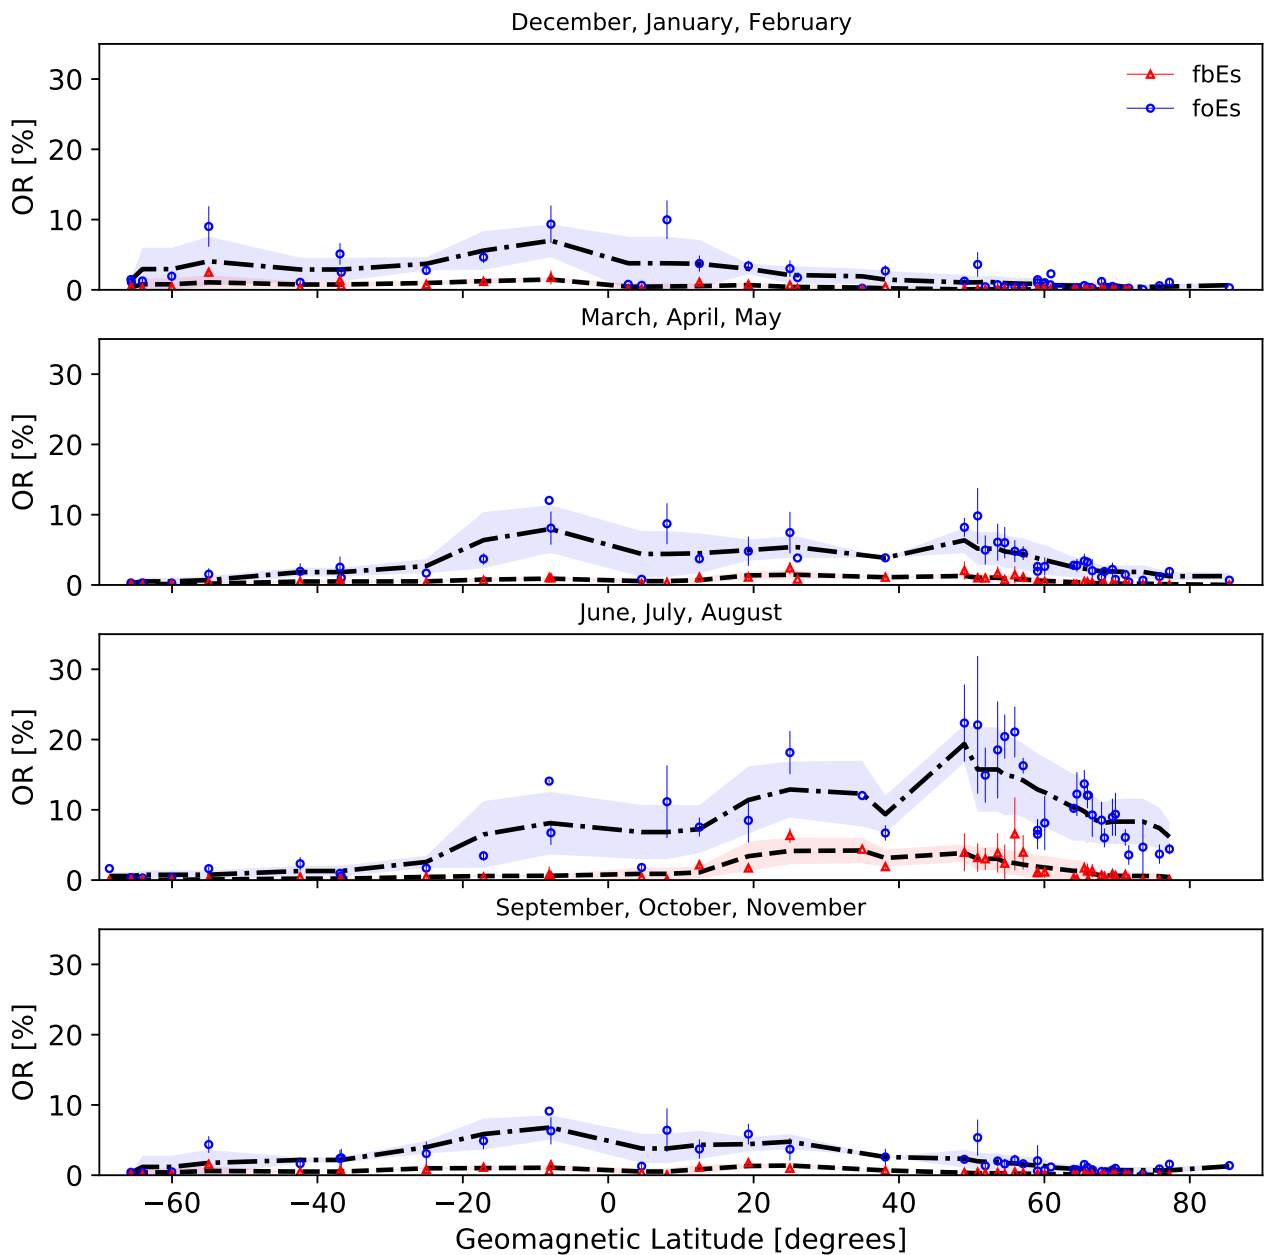 December, January, February
30
20
10
0
OR [%]
fbEs
foEs
March, April, May
30
20
10
0
OR [%]
June, July, August
30
20
10
0
OR [%]
September, October, November
30
20
10
0
OR [%]
−60 −40 −20 0 20 40 60 80
Geomagnetic Latitude [degrees]